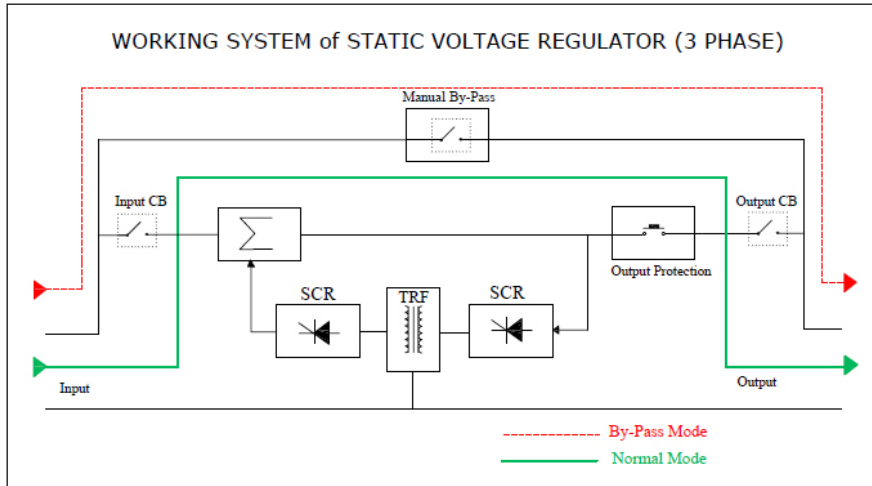 WORKING SYSTEM of STATIC VOLTAGE REGULATOR (3 PHASE)
Manual By-Pass
Input CB
Output CB
Output Protection
SCR
TRF
SCR
Input
Output
By-Pass Mode
Normal Mode